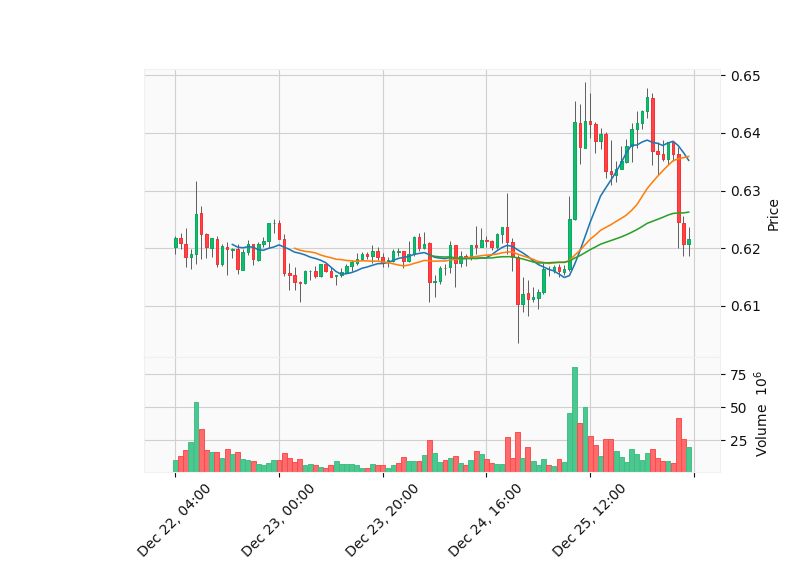 0.65
0.64
0.63
0.62
0.61
Price
75
50
25
Volume 10⁶
Dec 22, 04:00
Dec 23, 00:00
Dec 23, 20:00
Dec 24, 16:00
Dec 25, 12:00